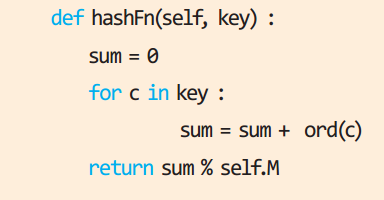 def hashFn(self, key) :
sum = 0
for c in key :
sum = sum + ord(c)
return sum % self.M